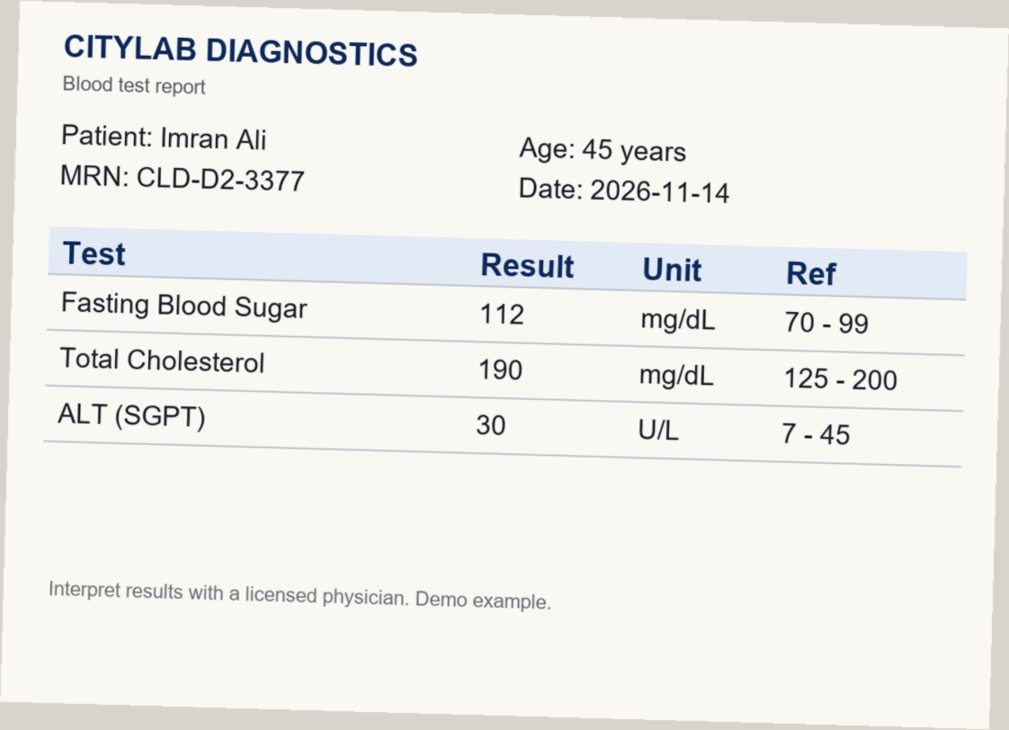 CITYLAB DIAGNOSTICS
Blood test report
Patient: Imran Ali
Age: 45 years
MRN: CLD-D2-3377
Date: 2026-11-14
Test Result Unit Ref
Fasting Blood Sugar 112 mg/dL 70 - 99
Total Cholesterol 190 mg/dL 125 - 200
ALT (SGPT) 30 U/L 7 - 45
Interpret results with a licensed physician. Demo example.